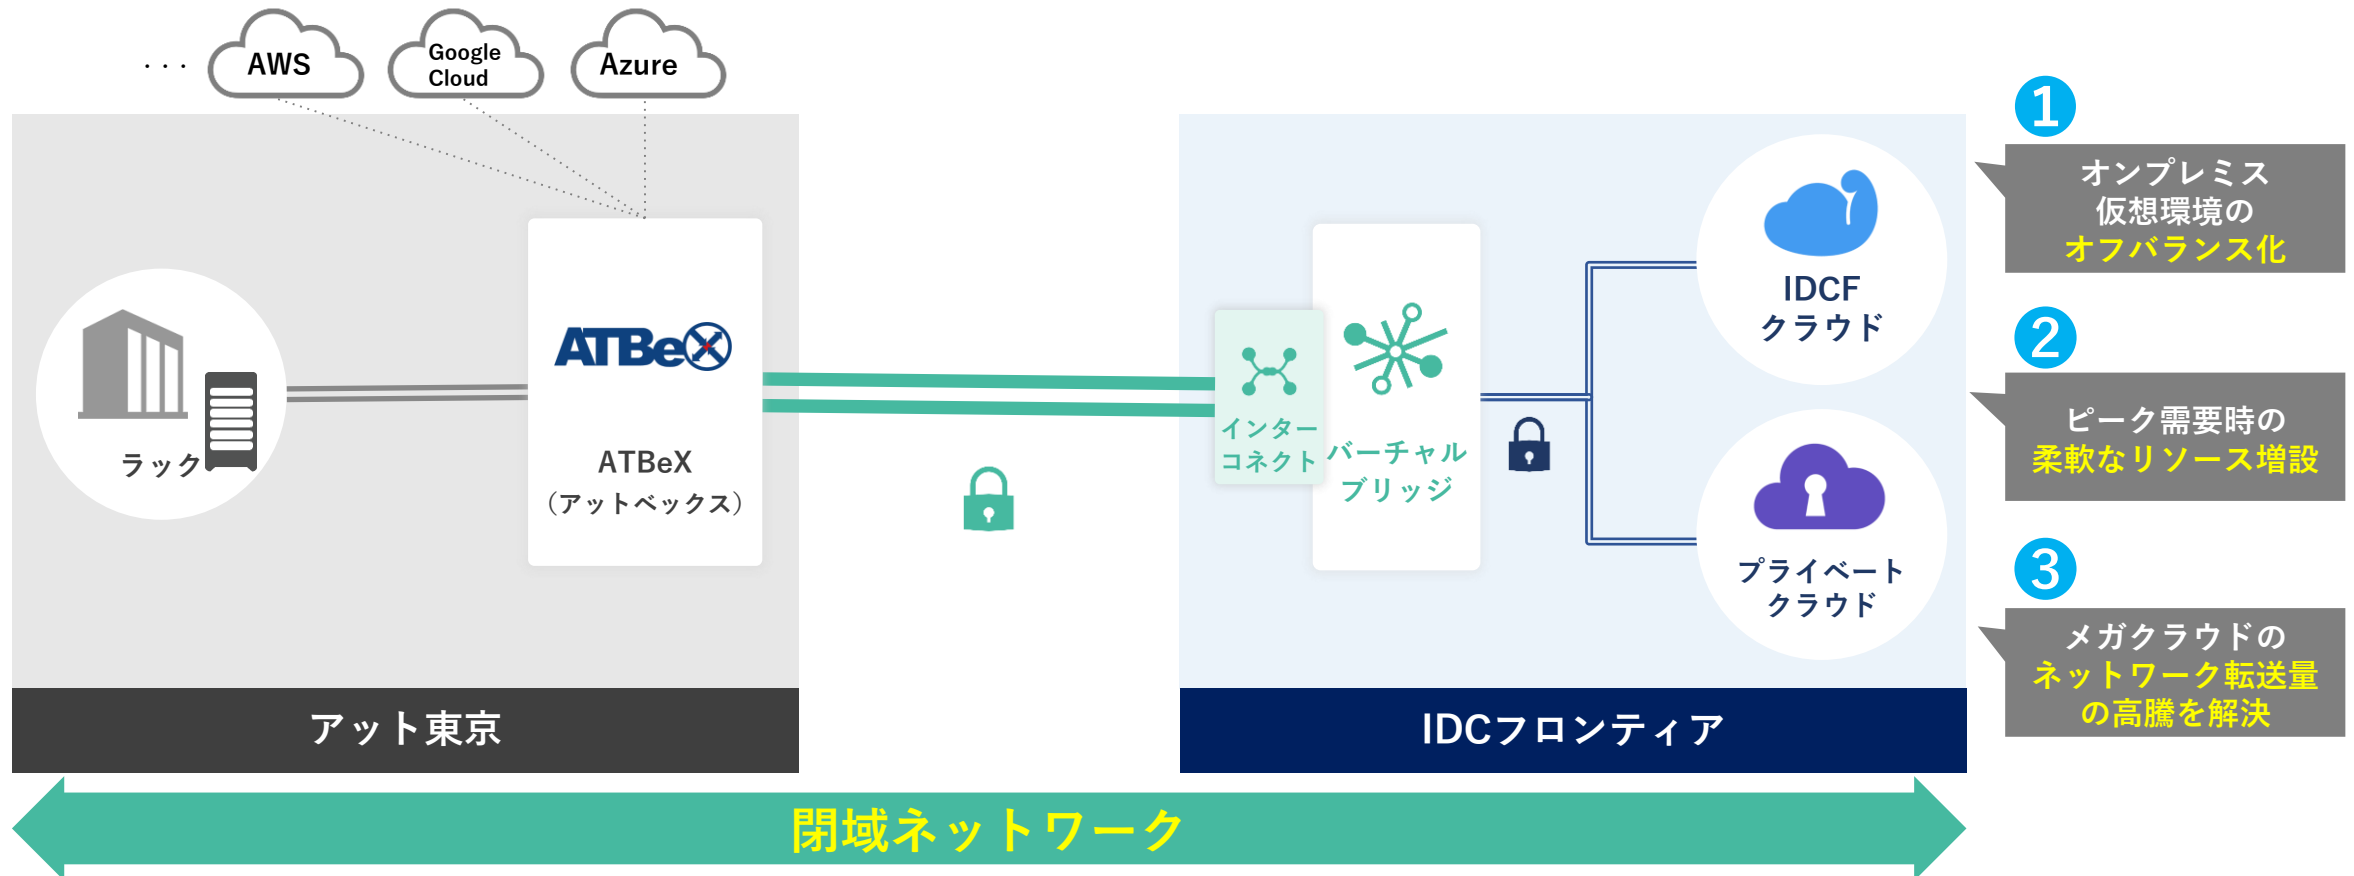 ・・・
AWS
Google
Cloud
Azure
ラック
ATBeX
ATBeX
（アットベックス）
アット東京
インター
コネクト
バーチャル
ブリッジ
IDCF
クラウド
プライベート
クラウド
IDCフロンティア
1
オンプレミス
仮想環境の
オフバランス化
2
ピーク需要時の
柔軟なリソース増設
3
メガクラウドの
ネットワーク転送量
の高騰を解決
閉域ネットワーク